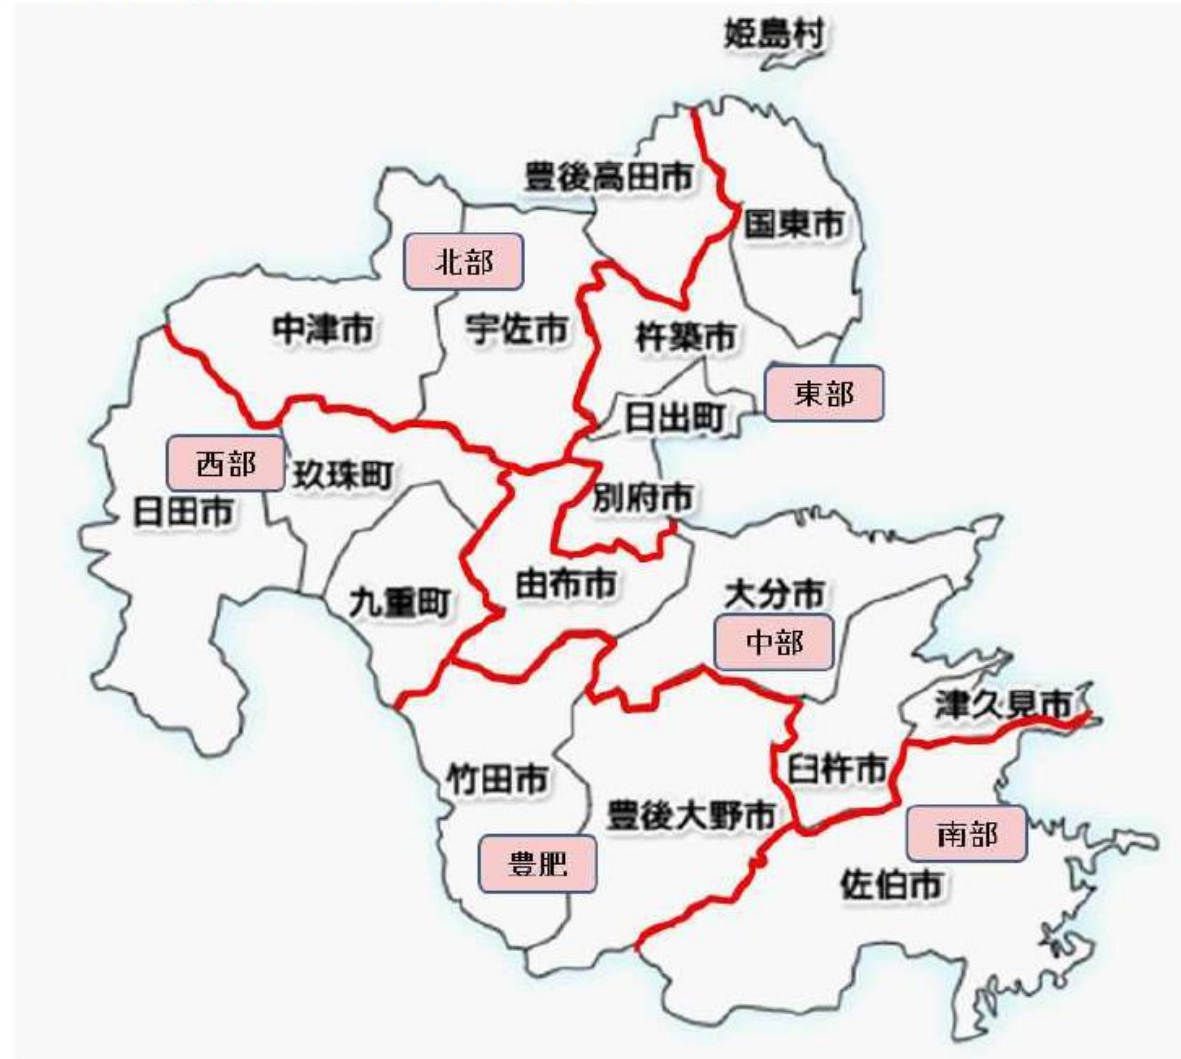 姫島村
豊後高田市
国東市
北部
中津市
宇佐市
杵築市
東部
日出町
西部
玖珠町
日田市
別府市
由布市
大分市
九重町
中部
津久見市
竹田市
臼杵市
豊後大野市
南部
豊肥
佐伯市